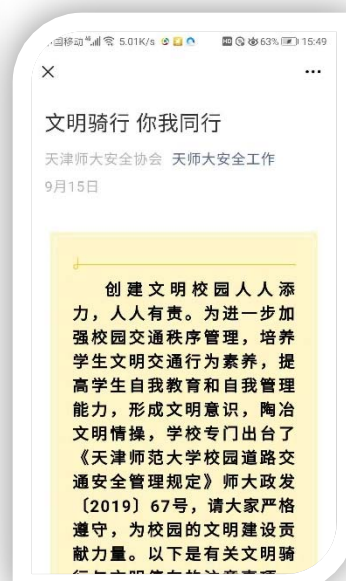 中国移动 5.01K/s 63% 15:49
文明骑行 你我同行
天津师大安全协会 天师大安全工作
9月15日
创建文明校园人人添
力，人人有责。为进一步加
强校园交通秩序管理，培养
学生文明交通行为素养，提
高学生自我教育和自我管理
能力，形成文明意识，陶冶
文明情操，学校专门出台了
《天津师范大学校园道路交
通安全管理规定》师大政发
〔2019〕67号，请大家严格
遵守，为校园的文明建设贡
献力量。以下是有关文明骑